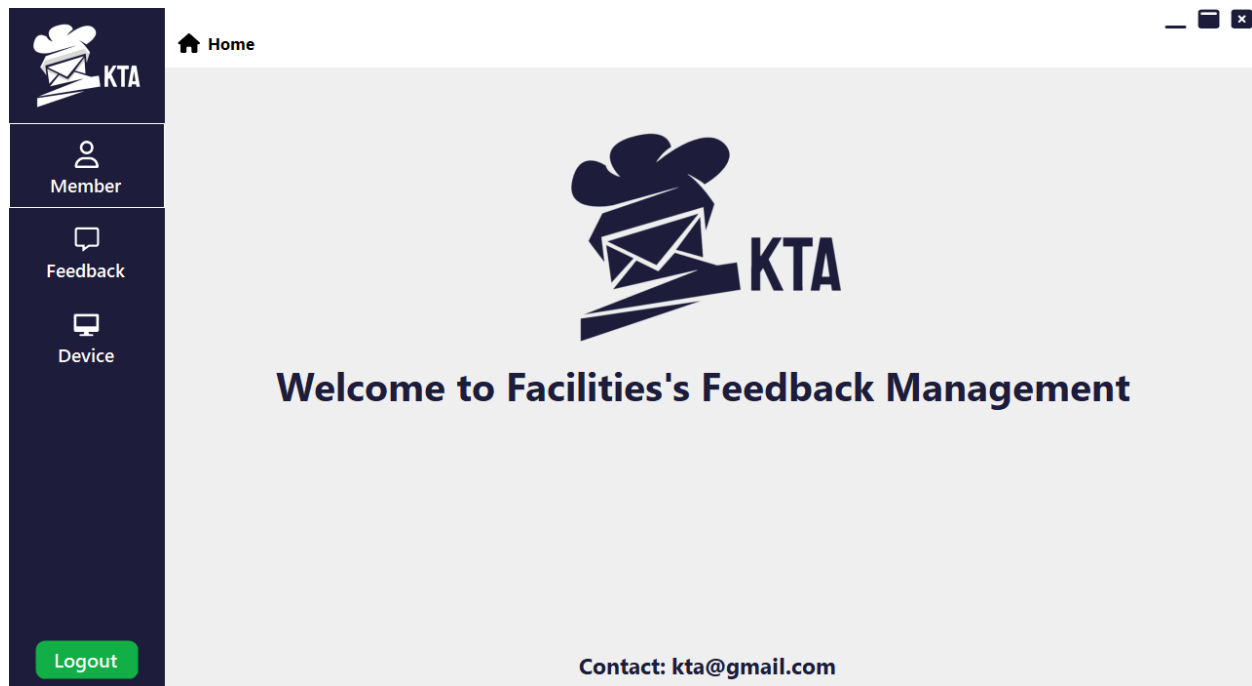 KTA
Home
Member
Feedback
Device
Logout
KTA
Welcome to Facilities's Feedback Management
Contact: kta@gmail.com